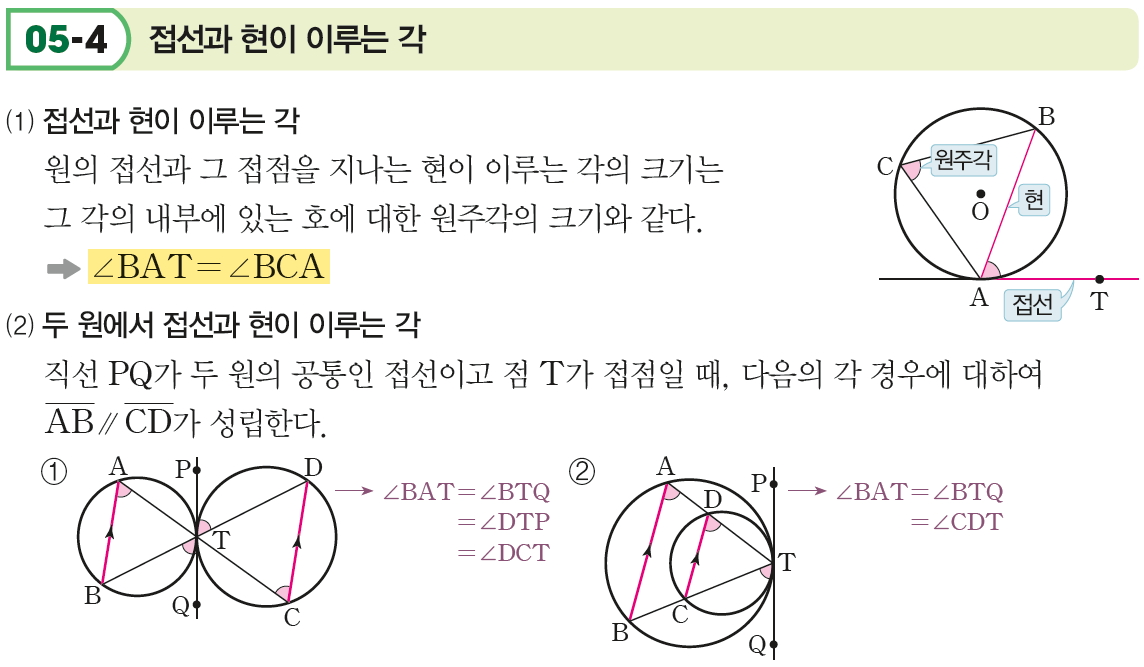 05-4 접선과 현이 이루는 각
(1) 접선과 현이 이루는 각
원의 접선과 그 접점을 지나는 현이 이루는 각의 크기는
그 각의 내부에 있는 호에 대한 원주각의 크기와 같다.
➡ ∠BAT=∠BCA
B
C
원주각
O
현
A
접선
T
(2) 두 원에서 접선과 현이 이루는 각
직선 PQ가 두 원의 공통인 접선이고 점 T가 접점일 때, 다음의 각 경우에 대하여
A̅B̅∥C̅D̅가 성립한다.
①
A
P
D
T
B
Q
C
→ ∠BAT=∠BTQ
=∠DTP
=∠DCT
②
A
P
D
T
C
B
Q
→ ∠BAT=∠BTQ
=∠CDT